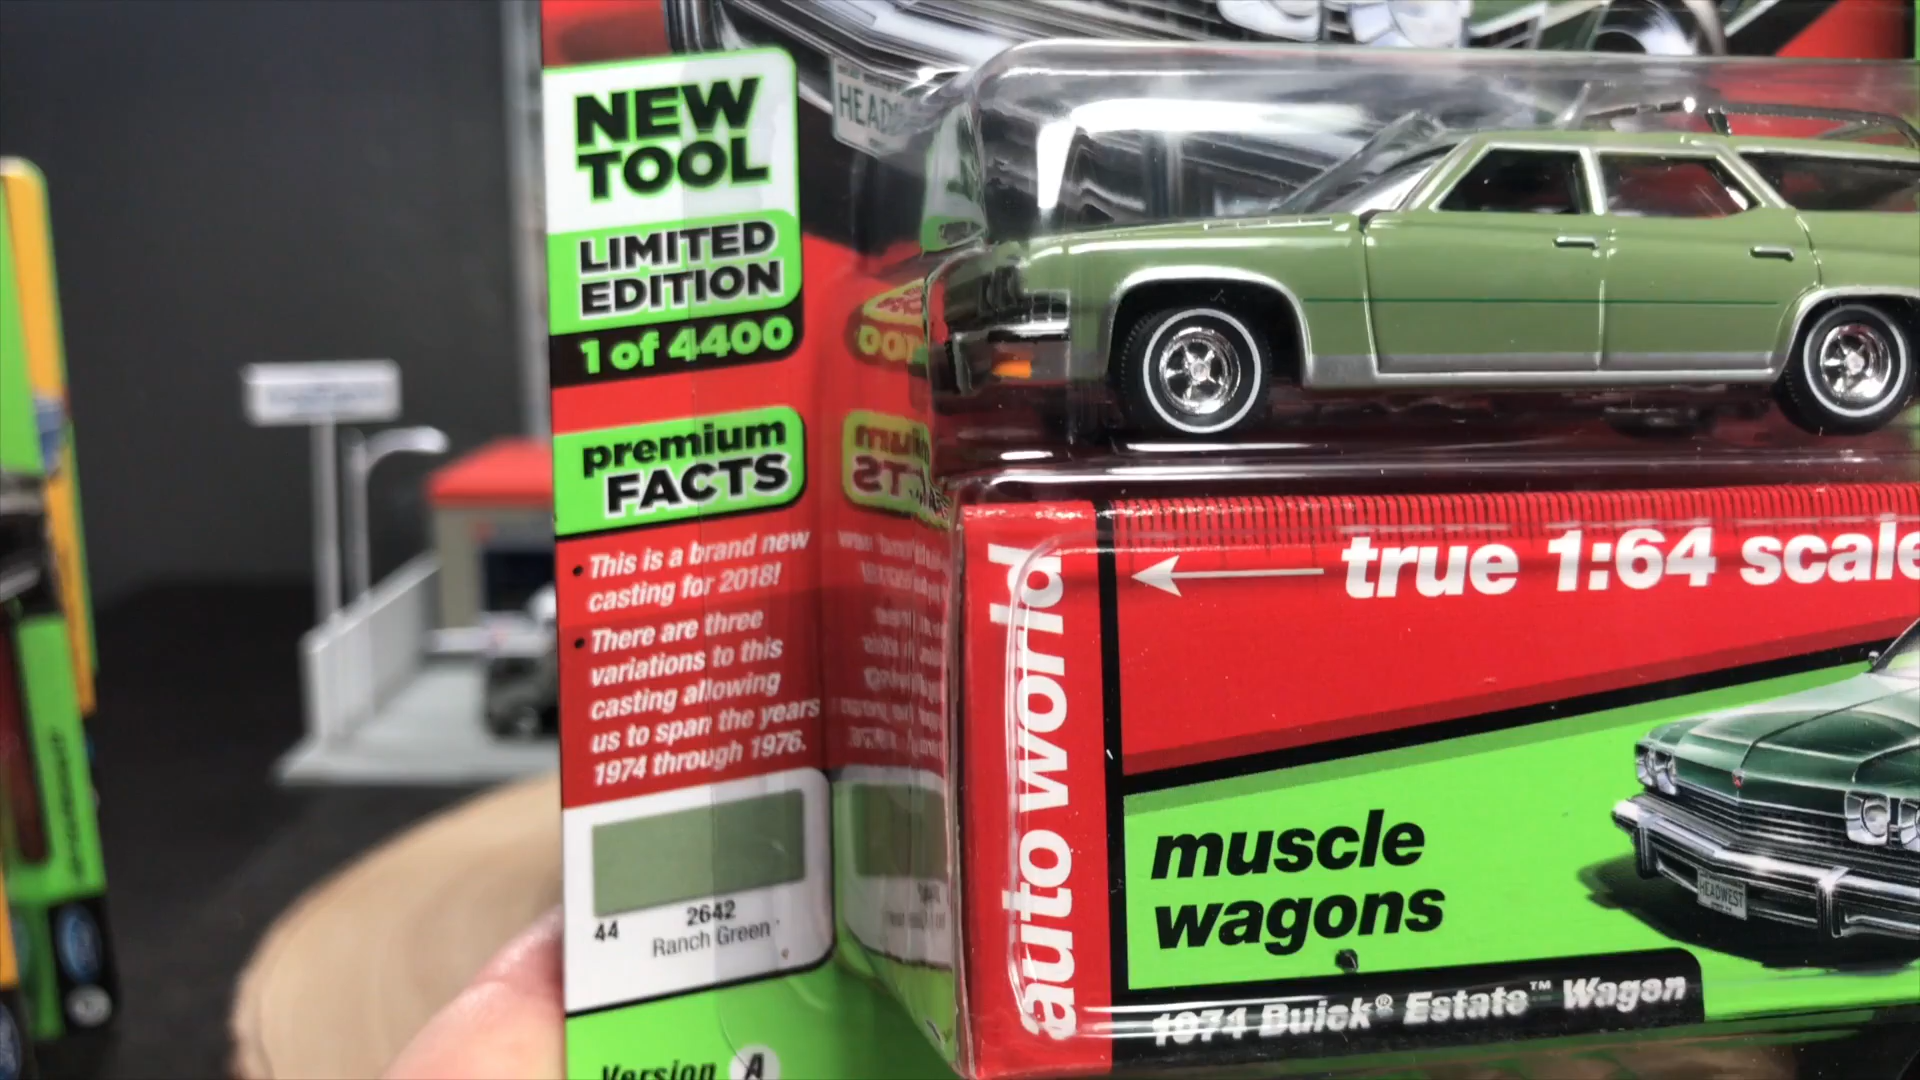 HEAD
NEW
TOOL
LIMITED
EDITION
1 of 4400
premium
FACTS
• This is a brand new
casting for 2018!
• There are three
variations to this
casting allowing
us to span the years
1974 through 1976.
44
2642
Ranch Green
Version A
auto world
true 1:64 scale
muscle
wagons
HEADWEST
1974 Buick® Estate™ Wagon